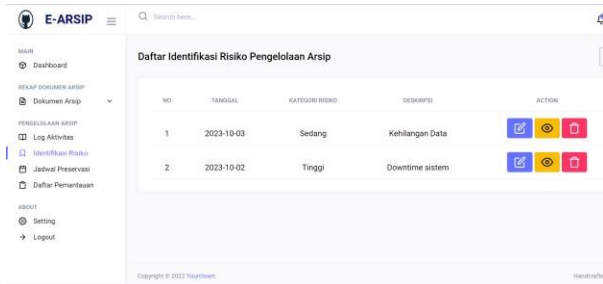 E-ARSIP
Search here...
MAIN
Dashboard
REKAP DOKUMEN ARSIP
Dokumen Arsip
PENGELOLAAN ARSIP
Log Aktivitas
Identifikasi Risiko
Jadwal Preservasi
Daftar Pemantauan
ABOUT
Setting
Logout
Daftar Identifikasi Risiko Pengelolaan Arsip
NO TANGGAL KATEGORI RISIKO DESKRIPSI ACTION
1 2023-10-03 Sedang Kehilangan Data
2 2023-10-02 Tinggi Downtime sistem
Copyright © 2022